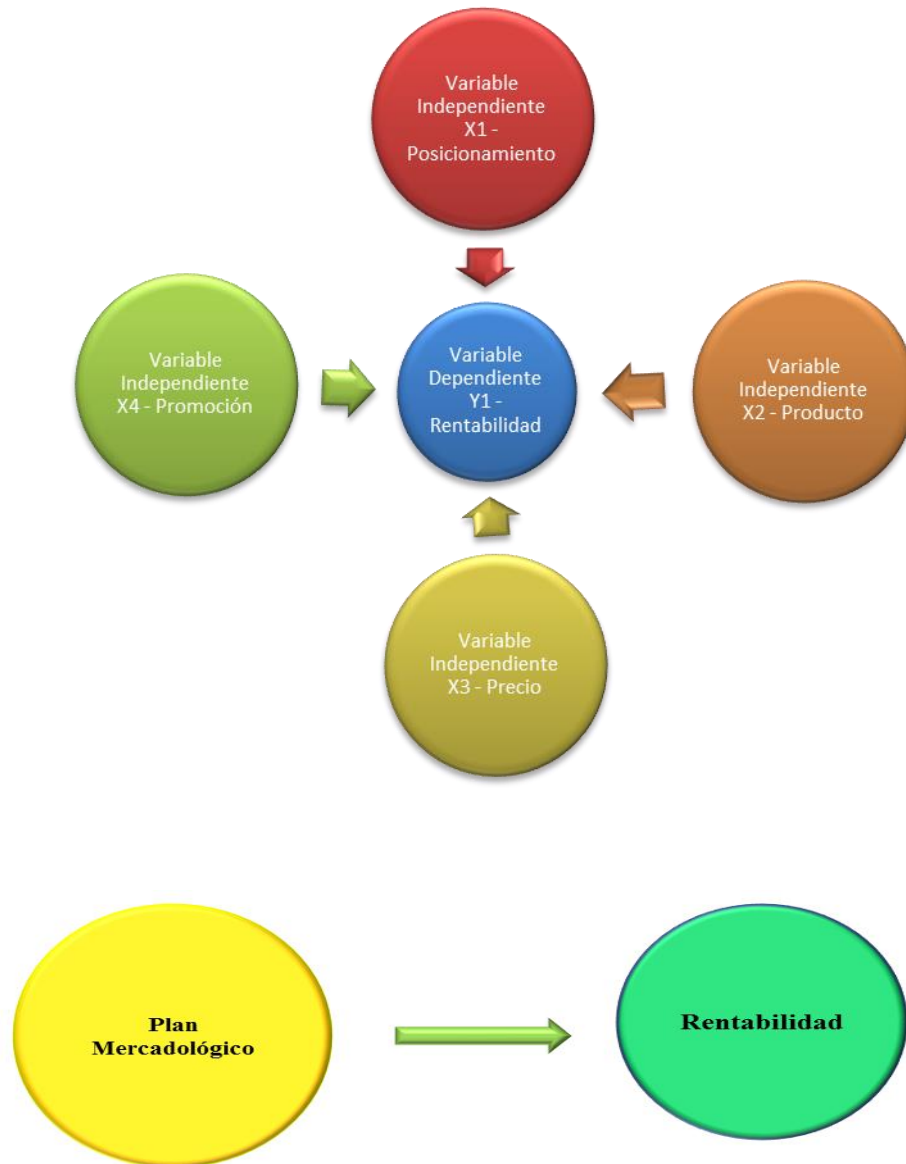 Variable
Independiente
X1 -
Posicionamiento
Variable
Independiente
X4 - Promoción
Variable
Dependiente
Y1 -
Rentabilidad
Variable
Independiente
X2 - Producto
Variable
Independiente
X3 - Precio
Plan
Mercadológico
Rentabilidad